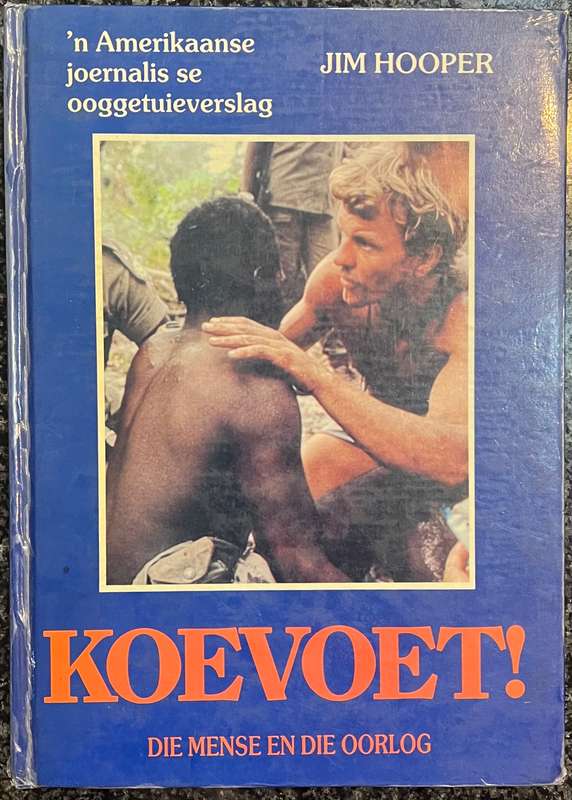 'n Amerikaanse
joernalis se
ooggetuieverslag
JIM HOOPER
KOEVOET!
DIE MENSE EN DIE OORLOG